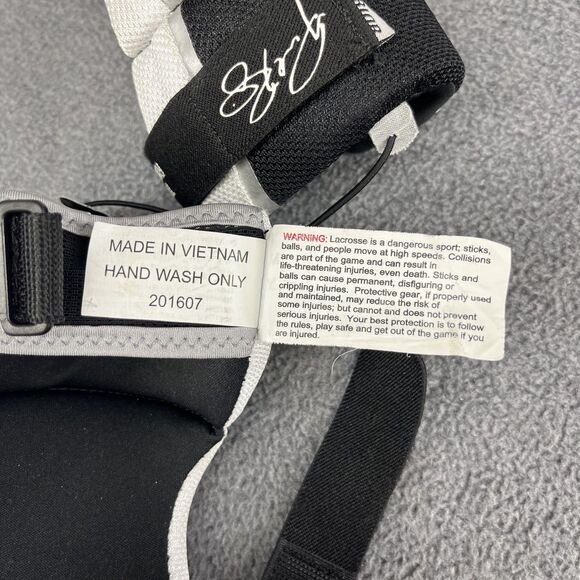 MADE IN VIETNAM
HAND WASH ONLY
201607
WARNING: Lacrosse is a dangerous sport; sticks,
balls, and people move at high speeds. Collisions
are part of the game and can result in
life-threatening injuries, even death. Sticks and
balls can cause permanent, disfiguring or
crippling injuries. Protective gear, if properly used
and maintained, may reduce the risk of
some injuries; but cannot and does not prevent
serious injuries. Your best protection is to follow
the rules, play safe and get out of the game if you
are injured.